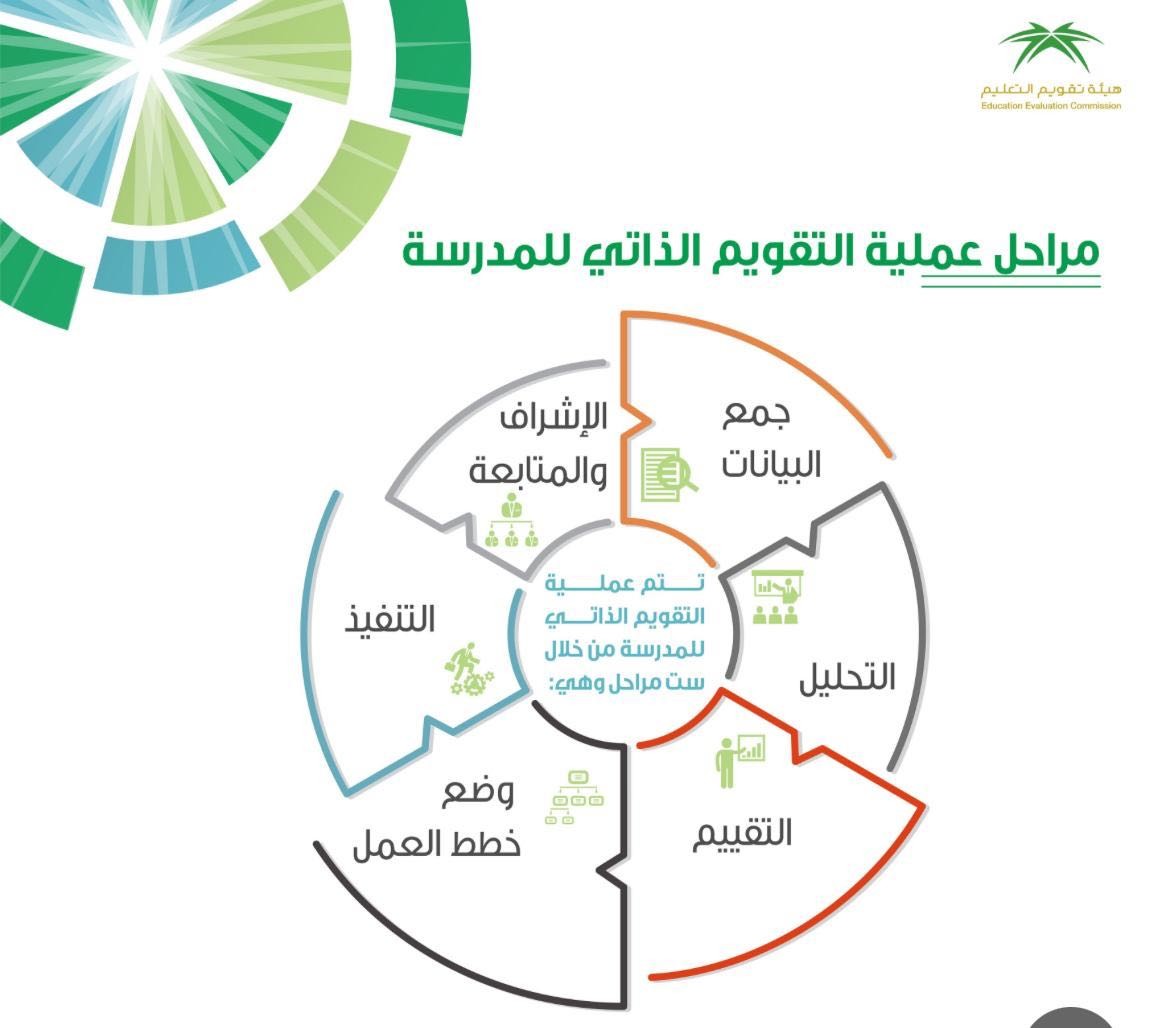 هيئة تقويم التعليم
Education Evaluation Commission
مراحل عملية التقويم الذاتي للمدرسة
جمع
البيانات
التحليل
التقييم
وضع
خطط العمل
التنفيذ
الإشراف
والمتابعة
تتم عملية
التقويم الذاتي
للمدرسة من خلال
ست مراحل وهي: